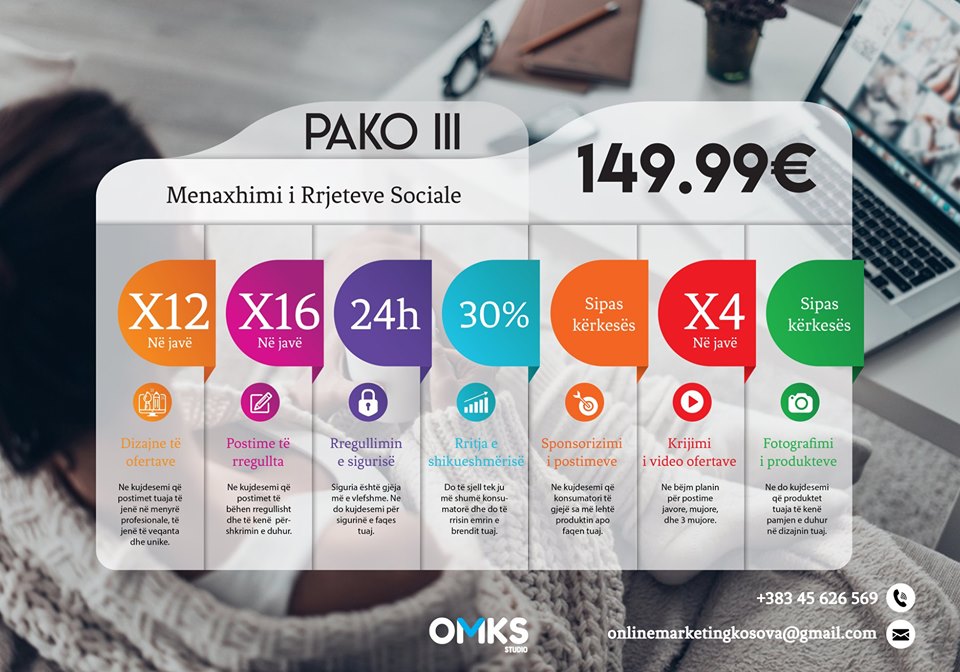 PAKO III
Menaxhimi i Rrjeteve Sociale
149.99€
X12
Në javë
Dizajne të
ofertave
Ne kujdesemi që
postimet tuaja të
jenë në menyrë
profesionale, të
jenë të veqanta
dhe unike.
X16
Në javë
Postime të
rregullta
Ne kujdesemi që
postimet të
bëhen rregullisht
dhe të kenë për-
shkrimin e duhur.
24h
Rregullimin
e sigurisë
Siguria është gjëja
më e vlefshme. Ne
do kujdesemi për
sigurinë e faqes
tuaj.
30%
Rritja e
shikueshmërisë
Do të sjell tek ju
më shumë konsu-
matorë dhe do të
rrisin emrin e
brendit tuaj.
Sipas
kërkesës
Sponsorizimi
i postimeve
Ne kujdesemi që
konsumatori të
gjejë sa më lehtë
produktin apo
faqen tuaj.
X4
Në javë
Krijimi
i video ofertave
Ne bëjm planin
për postime
javore, mujore,
dhe 3 mujore.
Sipas
kërkesës
Fotografimi
i produkteve
Ne do kujdesemi
që produktet
tuaja të kenë
pamjen e duhur
në dizajnin tuaj.
+383 45 626 569
onlinemarketingkosova@gmail.com
OMKS
STUDIO